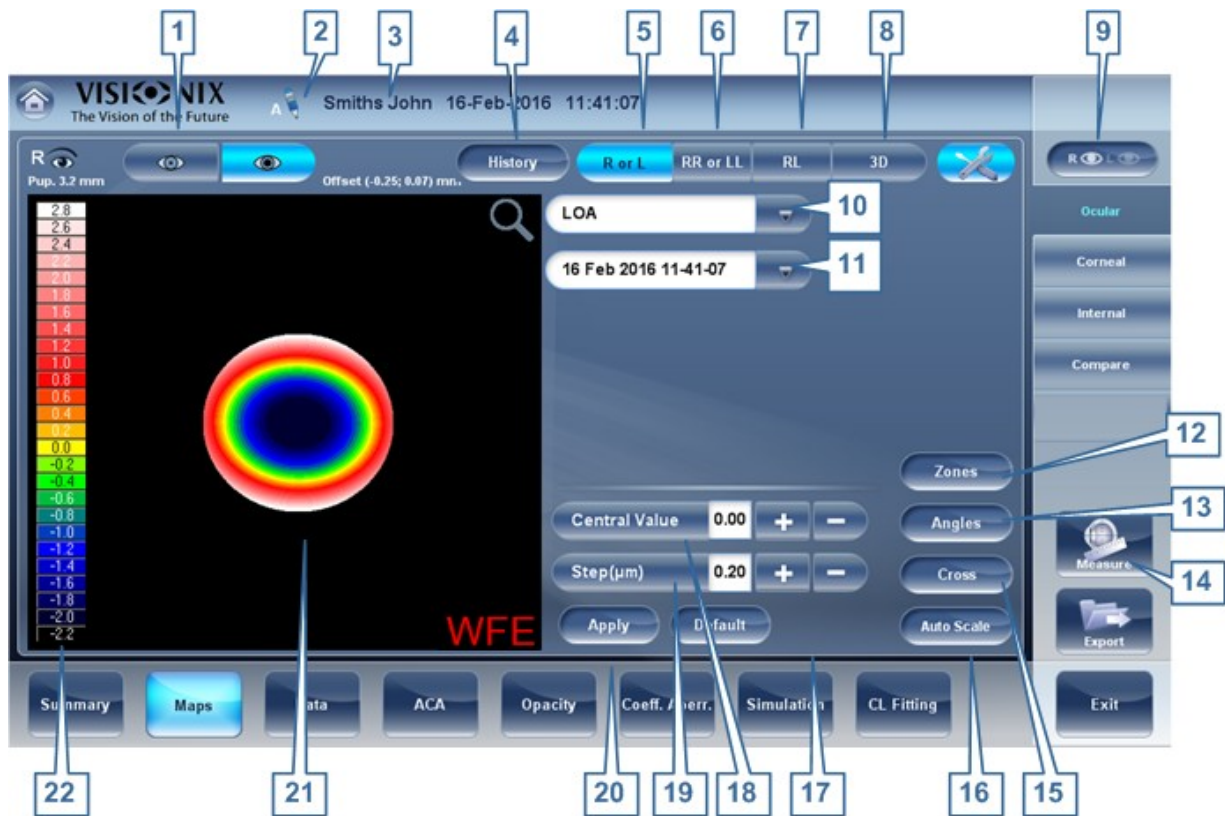 1 2 3 4 5 6 7 8 9
VISIONIX
The Vision of the Future
A
Smiths John 16-Feb-2016 11:41:07
R
Pup. 3.2 mm
Offset (-0.25; 0.07) mm.
History
R or L
RR or LL
RL
3D
R L
2.8
2.6
2.4
2.2
2.0
1.8
1.6
1.4
1.2
1.0
0.8
0.6
0.4
0.2
0.0
-0.2
-0.4
-0.6
-0.8
-1.0
-1.2
-1.4
-1.6
-1.8
-2.0
-2.2
WFE
LOA
10
16 Feb 2016 11-41-07
11
Ocular
Corneal
Internal
Compare
12
Zones
Central Value 0.00 + -
Angles
13
Step(μm) 0.20 + -
Cross
Measure
14
Apply
Default
Auto Scale
Export
Summary
Maps
Data
ACA
Opacity
Coeff. Aberr.
Simulation
CL Fitting
Exit
22 21 20 19 18 17 16 15